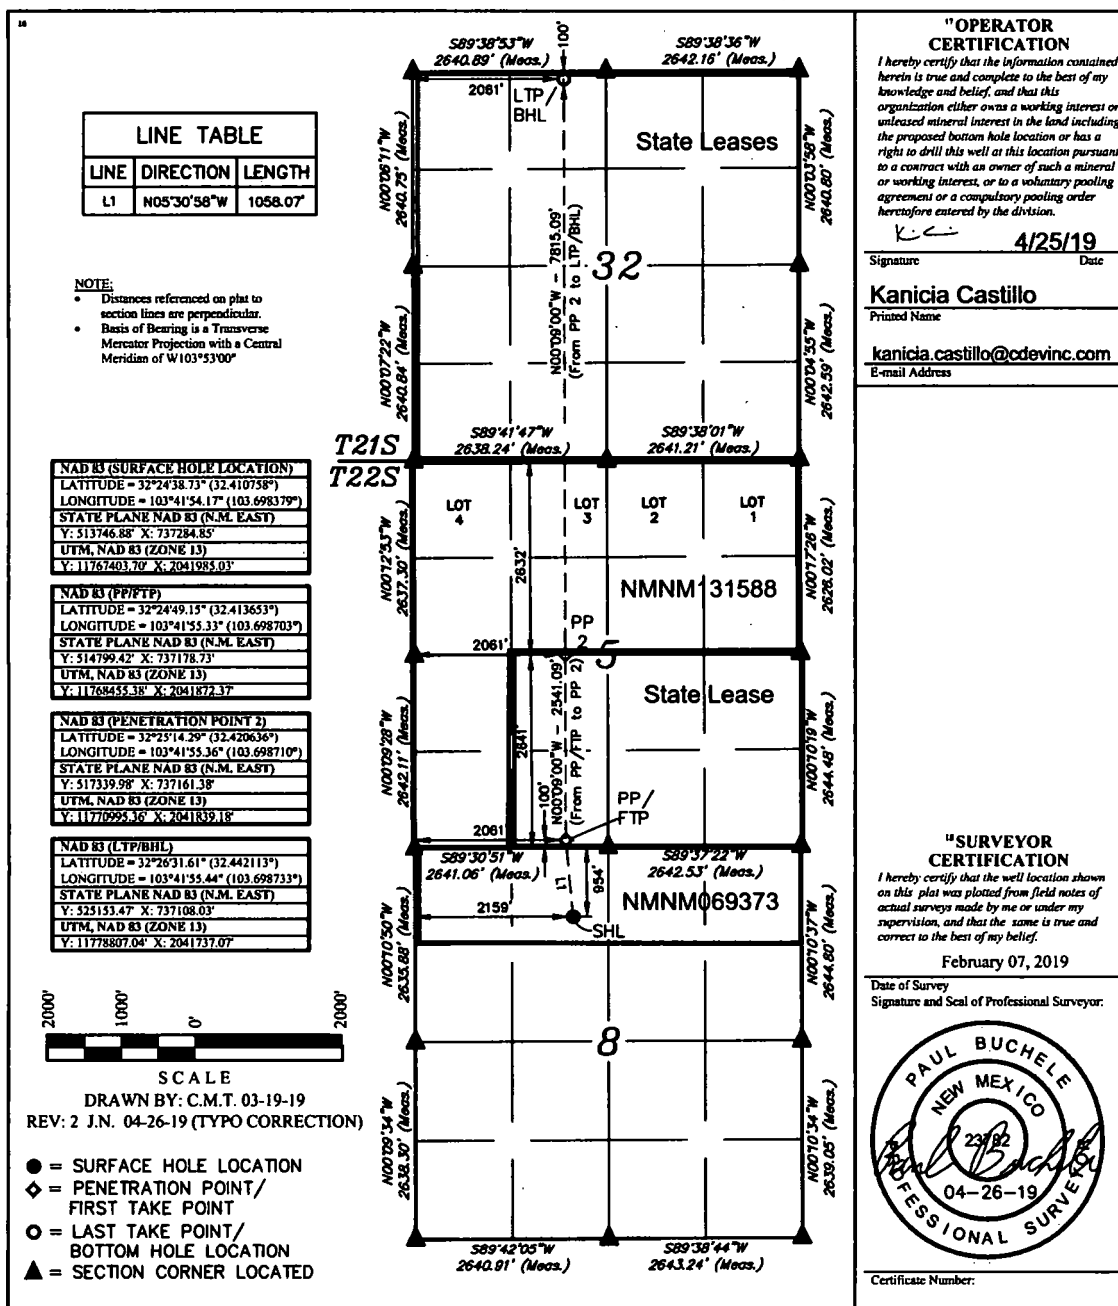 16
LINE TABLE
LINE DIRECTION LENGTH
L1 N05°30'58"W 1058.07'
NOTE:
• Distances referenced on plat to
section lines are perpendicular.
• Basis of Bearing is a Transverse
Mercator Projection with a Central
Meridian of W103°53'00"
NAD 83 (SURFACE HOLE LOCATION)
LATITUDE = 32°24'38.73" (32.410758°)
LONGITUDE = 103°41'54.17" (103.698379°)
STATE PLANE NAD 83 (N.M. EAST)
Y: 513746.88' X: 737284.85'
UTM, NAD 83 (ZONE 13)
Y: 11767403.70' X: 2041985.03'
NAD 83 (PP/FTP)
LATITUDE = 32°24'49.15" (32.413653°)
LONGITUDE = 103°41'55.33" (103.698703°)
STATE PLANE NAD 83 (N.M. EAST)
Y: 514799.42' X: 737178.73'
UTM, NAD 83 (ZONE 13)
Y: 11768455.38' X: 2041872.37'
NAD 83 (PENETRATION POINT 2)
LATITUDE = 32°25'14.29" (32.420636°)
LONGITUDE = 103°41'55.36" (103.698710°)
STATE PLANE NAD 83 (N.M. EAST)
Y: 517339.98' X: 737161.38'
UTM, NAD 83 (ZONE 13)
Y: 11770995.36' X: 2041839.18'
NAD 83 (LTP/BHL)
LATITUDE = 32°26'31.61" (32.442113°)
LONGITUDE = 103°41'55.44" (103.698733°)
STATE PLANE NAD 83 (N.M. EAST)
Y: 525153.47' X: 737108.03'
UTM, NAD 83 (ZONE 13)
Y: 11778807.04' X: 2041737.07'
2000' 1000' 0' 2000'
SCALE
DRAWN BY: C.M.T. 03-19-19
REV: 2 J.N. 04-26-19 (TYPO CORRECTION)
● = SURFACE HOLE LOCATION
◇ = PENETRATION POINT/
FIRST TAKE POINT
○ = LAST TAKE POINT/
BOTTOM HOLE LOCATION
▲ = SECTION CORNER LOCATED
S89°38'53"W
2640.89' (Meas.)
100'
S89°38'36"W
2642.16' (Meas.)
2061'
LTP/
BHL
State Leases
N00°06'11"W
2640.75' (Meas.)
N00°03'58"W
2640.80' (Meas.)
N00°09'00"W - 7815.09'
(From PP 2 to LTP/BHL)
32
N00°07'22"W
2640.84' (Meas.)
N00°04'55"W
2642.59' (Meas.)
T21S
T22S
S89°41'47"W
2638.24' (Meas.)
S89°38'01"W
2641.21' (Meas.)
LOT
4
LOT
3
LOT
2
LOT
1
N00°12'53"W
2637.30' (Meas.)
2632'
N00°17'26"W
2626.02' (Meas.)
NMNM131588
PP
2
2061'
5
State Lease
N00°09'28"W
2642.11' (Meas.)
2641'
N00°09'00"W - 2541.09'
(From PP/FTP to PP 2)
N00°10'19"W
2644.48' (Meas.)
100'
PP/
FTP
2061'
S89°30'51"W
2641.06' (Meas.)
S89°37'22"W
2642.53' (Meas.)
L1
954'
NMNM069373
2159'
SHL
N00°10'50"W
2635.88' (Meas.)
N00°10'37"W
2644.80' (Meas.)
8
N00°09'34"W
2638.30' (Meas.)
N00°10'34"W
2639.05' (Meas.)
S89°42'05"W
2640.91' (Meas.)
S89°38'44"W
2643.24' (Meas.)
"OPERATOR
CERTIFICATION
I hereby certify that the information contained
herein is true and complete to the best of my
knowledge and belief, and that this
organization either owns a working interest or
unleased mineral interest in the land including
the proposed bottom hole location or has a
right to drill this well at this location pursuant
to a contract with an owner of such a mineral
or working interest, or to a voluntary pooling
agreement or a compulsory pooling order
heretofore entered by the division.
4/25/19
Signature Date
Kanicia Castillo
Printed Name
kanicia.castillo@cdevinc.com
E-mail Address
"SURVEYOR
CERTIFICATION
I hereby certify that the well location shown
on this plat was plotted from field notes of
actual surveys made by me or under my
supervision, and that the same is true and
correct to the best of my belief.
February 07, 2019
Date of Survey
Signature and Seal of Professional Surveyor:
PAUL BUCHELE
NEW MEXICO
23782
04-26-19
PROFESSIONAL SURVEYOR
Certificate Number: